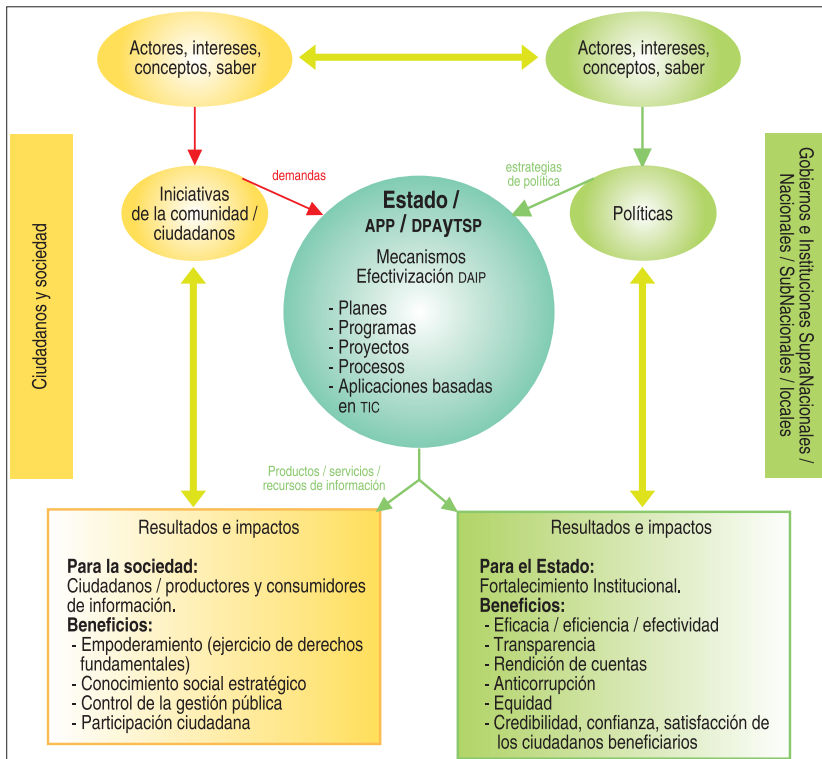 Actores, intereses,
conceptos, saber
Actores, intereses,
conceptos, saber
Ciudadanos y sociedad
Iniciativas
de la comunidad /
ciudadanos
demandas
estrategias
de política
Políticas
Gobiernos e Instituciones SupraNacionales /
Nacionales / SubNacionales / locales
Estado /
APP / DPAyTSP
Mecanismos
Efectivización DAIP
- Planes
- Programas
- Proyectos
- Procesos
- Aplicaciones basadas
en TIC
Productos / servicios /
recursos de información
Resultados e impactos
Para la sociedad:
Ciudadanos / productores y consumidores
de información.
Beneficios:
- Empoderamiento (ejercicio de derechos
fundamentales)
- Conocimiento social estratégico
- Control de la gestión pública
- Participación ciudadana
Resultados e impactos
Para el Estado:
Fortalecimiento Institucional.
Beneficios:
- Eficacia / eficiencia / efectividad
- Transparencia
- Rendición de cuentas
- Anticorrupción
- Equidad
- Credibilidad, confianza, satisfacción de
los ciudadanos beneficiarios